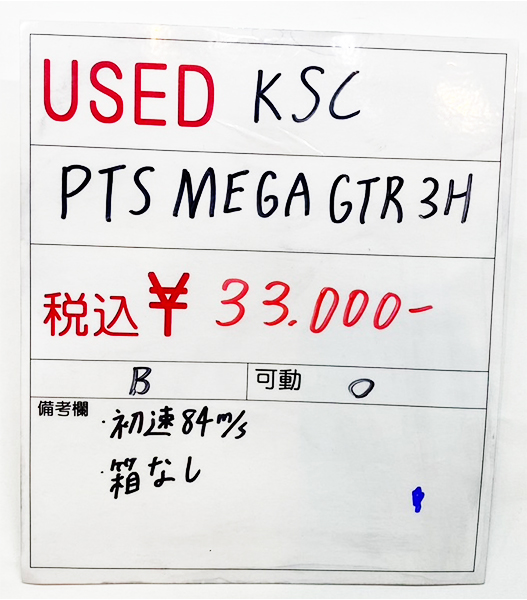 USED KSC
PTS MEGA GTR 3H
税込 ¥ 33.000-
B 可動 ○
備考欄 ・初速84m/s
・箱なし